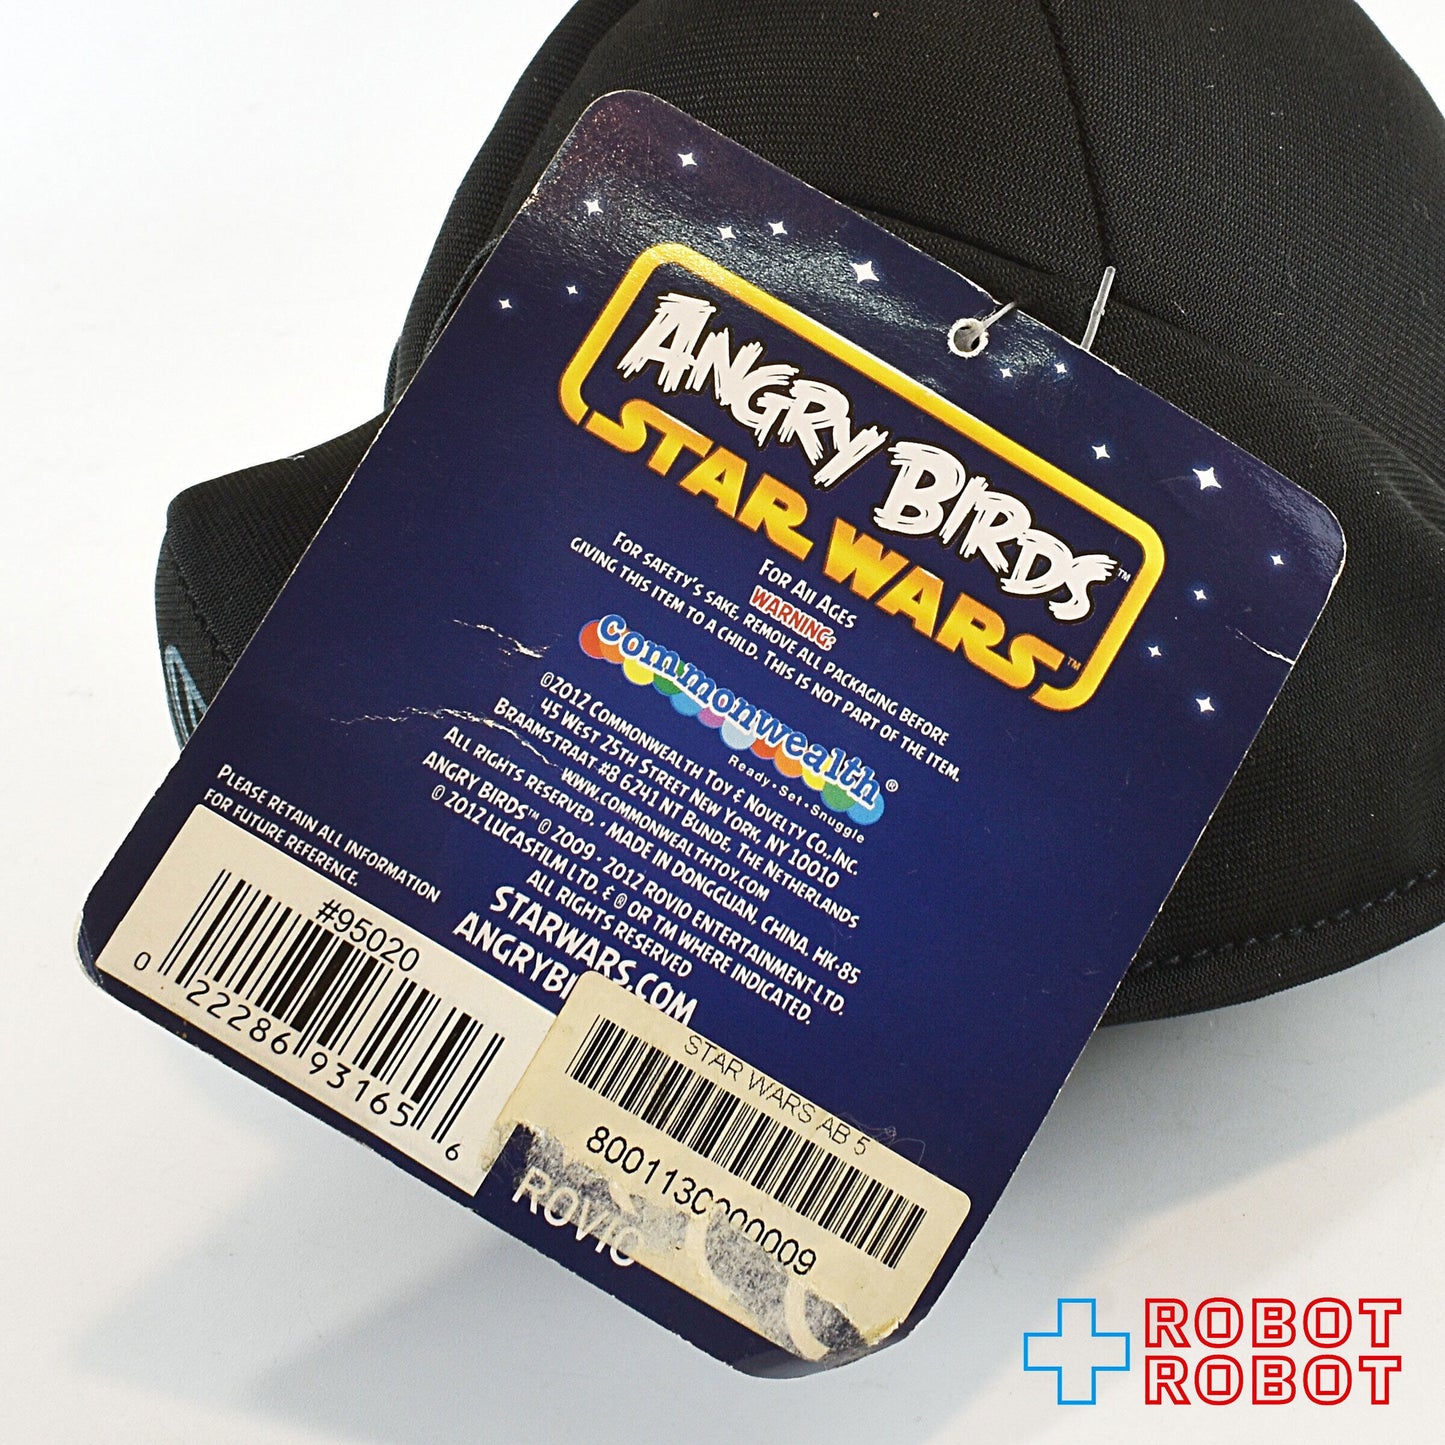 ANGRY BIRDS™
STAR WARS™
FOR ALL AGES
WARNING:
FOR SAFETY'S SAKE, REMOVE ALL PACKAGING BEFORE
GIVING THIS ITEM TO A CHILD. THIS IS NOT PART OF THE ITEM.
commonwealth®
Ready·Set·Snuggle
©2012 COMMONWEALTH TOY & NOVELTY CO., INC.
45 WEST 25TH STREET NEW YORK, NY 10010
BRAAMSTRAAT #8 6241 NT BUNDE, THE NETHERLANDS
WWW.COMMONWEALTHTOY.COM
ALL RIGHTS RESERVED. • MADE IN DONGGUAN, CHINA, HK-85
ANGRY BIRDS™ © 2009 - 2012 ROVIO ENTERTAINMENT LTD.
© 2012 LUCASFILM LTD. & ® OR TM WHERE INDICATED.
ALL RIGHTS RESERVED
STARWARS.COM
ANGRYBI
PLEASE RETAIN ALL INFORMATION
FOR FUTURE REFERENCE.
#95020
0 22286 93165 6
STAR WARS AB 5
ROVIO
ROBOT
ROBOT